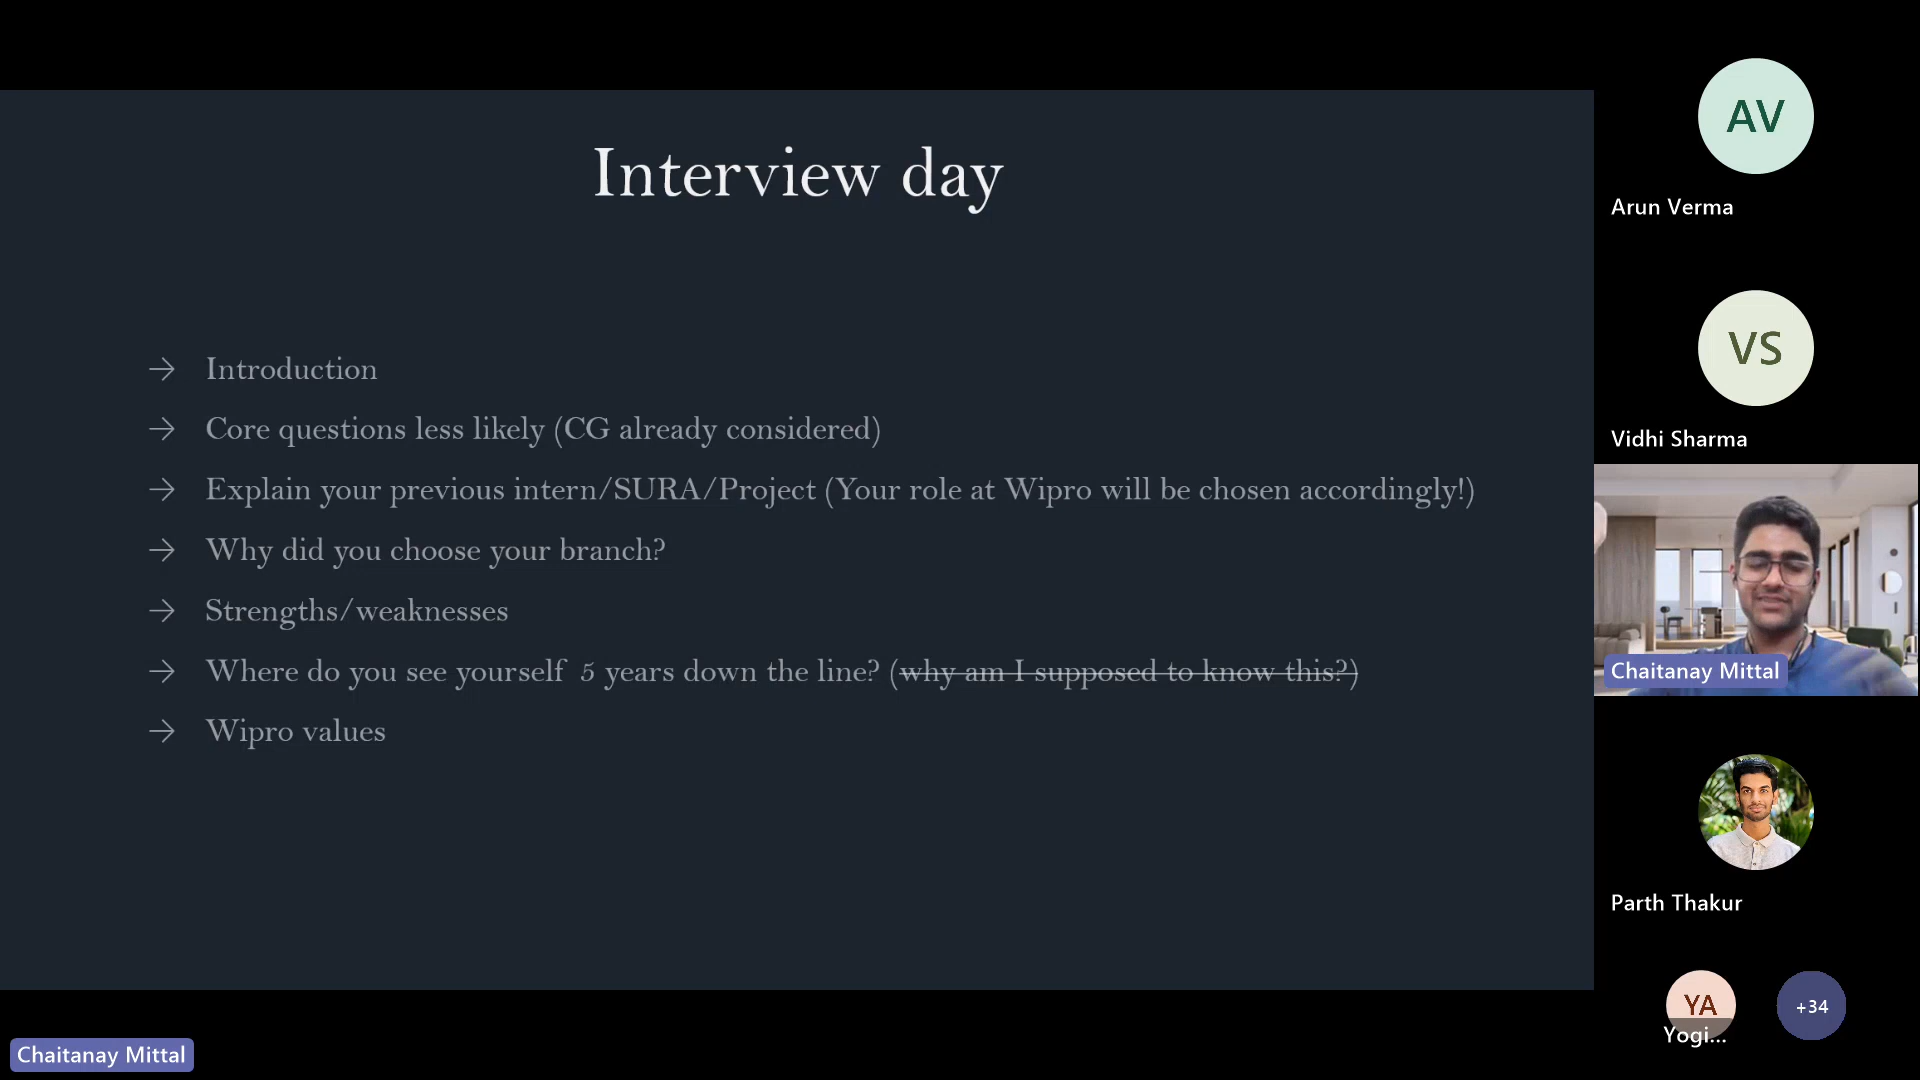 Interview day
→ Introduction
→ Core questions less likely (CG already considered)
→ Explain your previous intern/SURA/Project (Your role at Wipro will be chosen accordingly!)
→ Why did you choose your branch?
→ Strengths/weaknesses
→ Where do you see yourself 5 years down the line? (why am I supposed to know this?)
→ Wipro values
AV
Arun Verma
VS
Vidhi Sharma
Chaitanay Mittal
Parth Thakur
YA
Yogi...
+34
Chaitanay Mittal